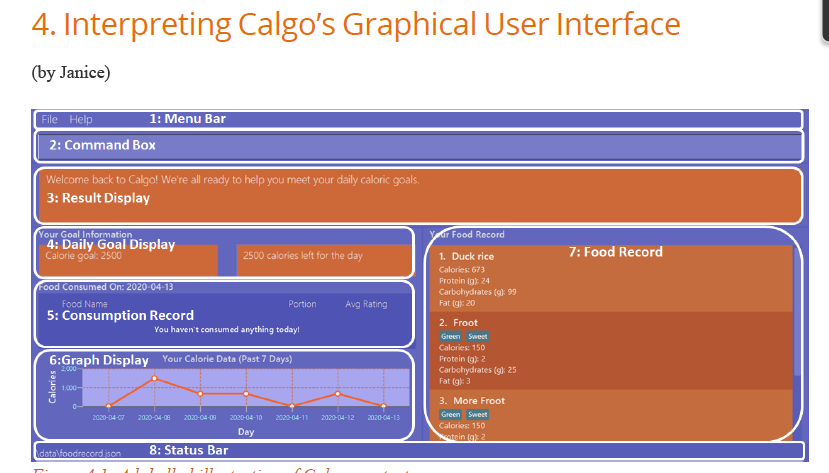 4. Interpreting Calgo's Graphical User Interface
(by Janice)
File Help 1: Menu Bar
2: Command Box
Welcome back to Calgo! We're all ready to help you meet your daily caloric goals.
3: Result Display
Your Goal Information
4: Daily Goal Display
Calorie goal: 2500
2500 calories left for the day
Food Consumed On: 2020-04-13
Food Name Portion Avg Rating
5: Consumption Record
You haven't consumed anything today!
6:Graph Display Your Calorie Data (Past 7 Days)
Calories
2,000
1,000
0
2020-04-07 2020-04-08 2020-04-09 2020-04-10 2020-04-11 2020-04-12 2020-04-13
Day
Your Food Record
7: Food Record
1. Duck rice
Calories: 673
Protein (g): 24
Carbohydrates (g): 99
Fat (g): 20
2. Froot
Green Sweet
Calories: 150
Protein (g): 2
Carbohydrates (g): 25
Fat (g): 3
3. More Froot
Green Sweet
Calories: 150
Protein (g): 2
\data\foodrecord.json 8: Status Bar